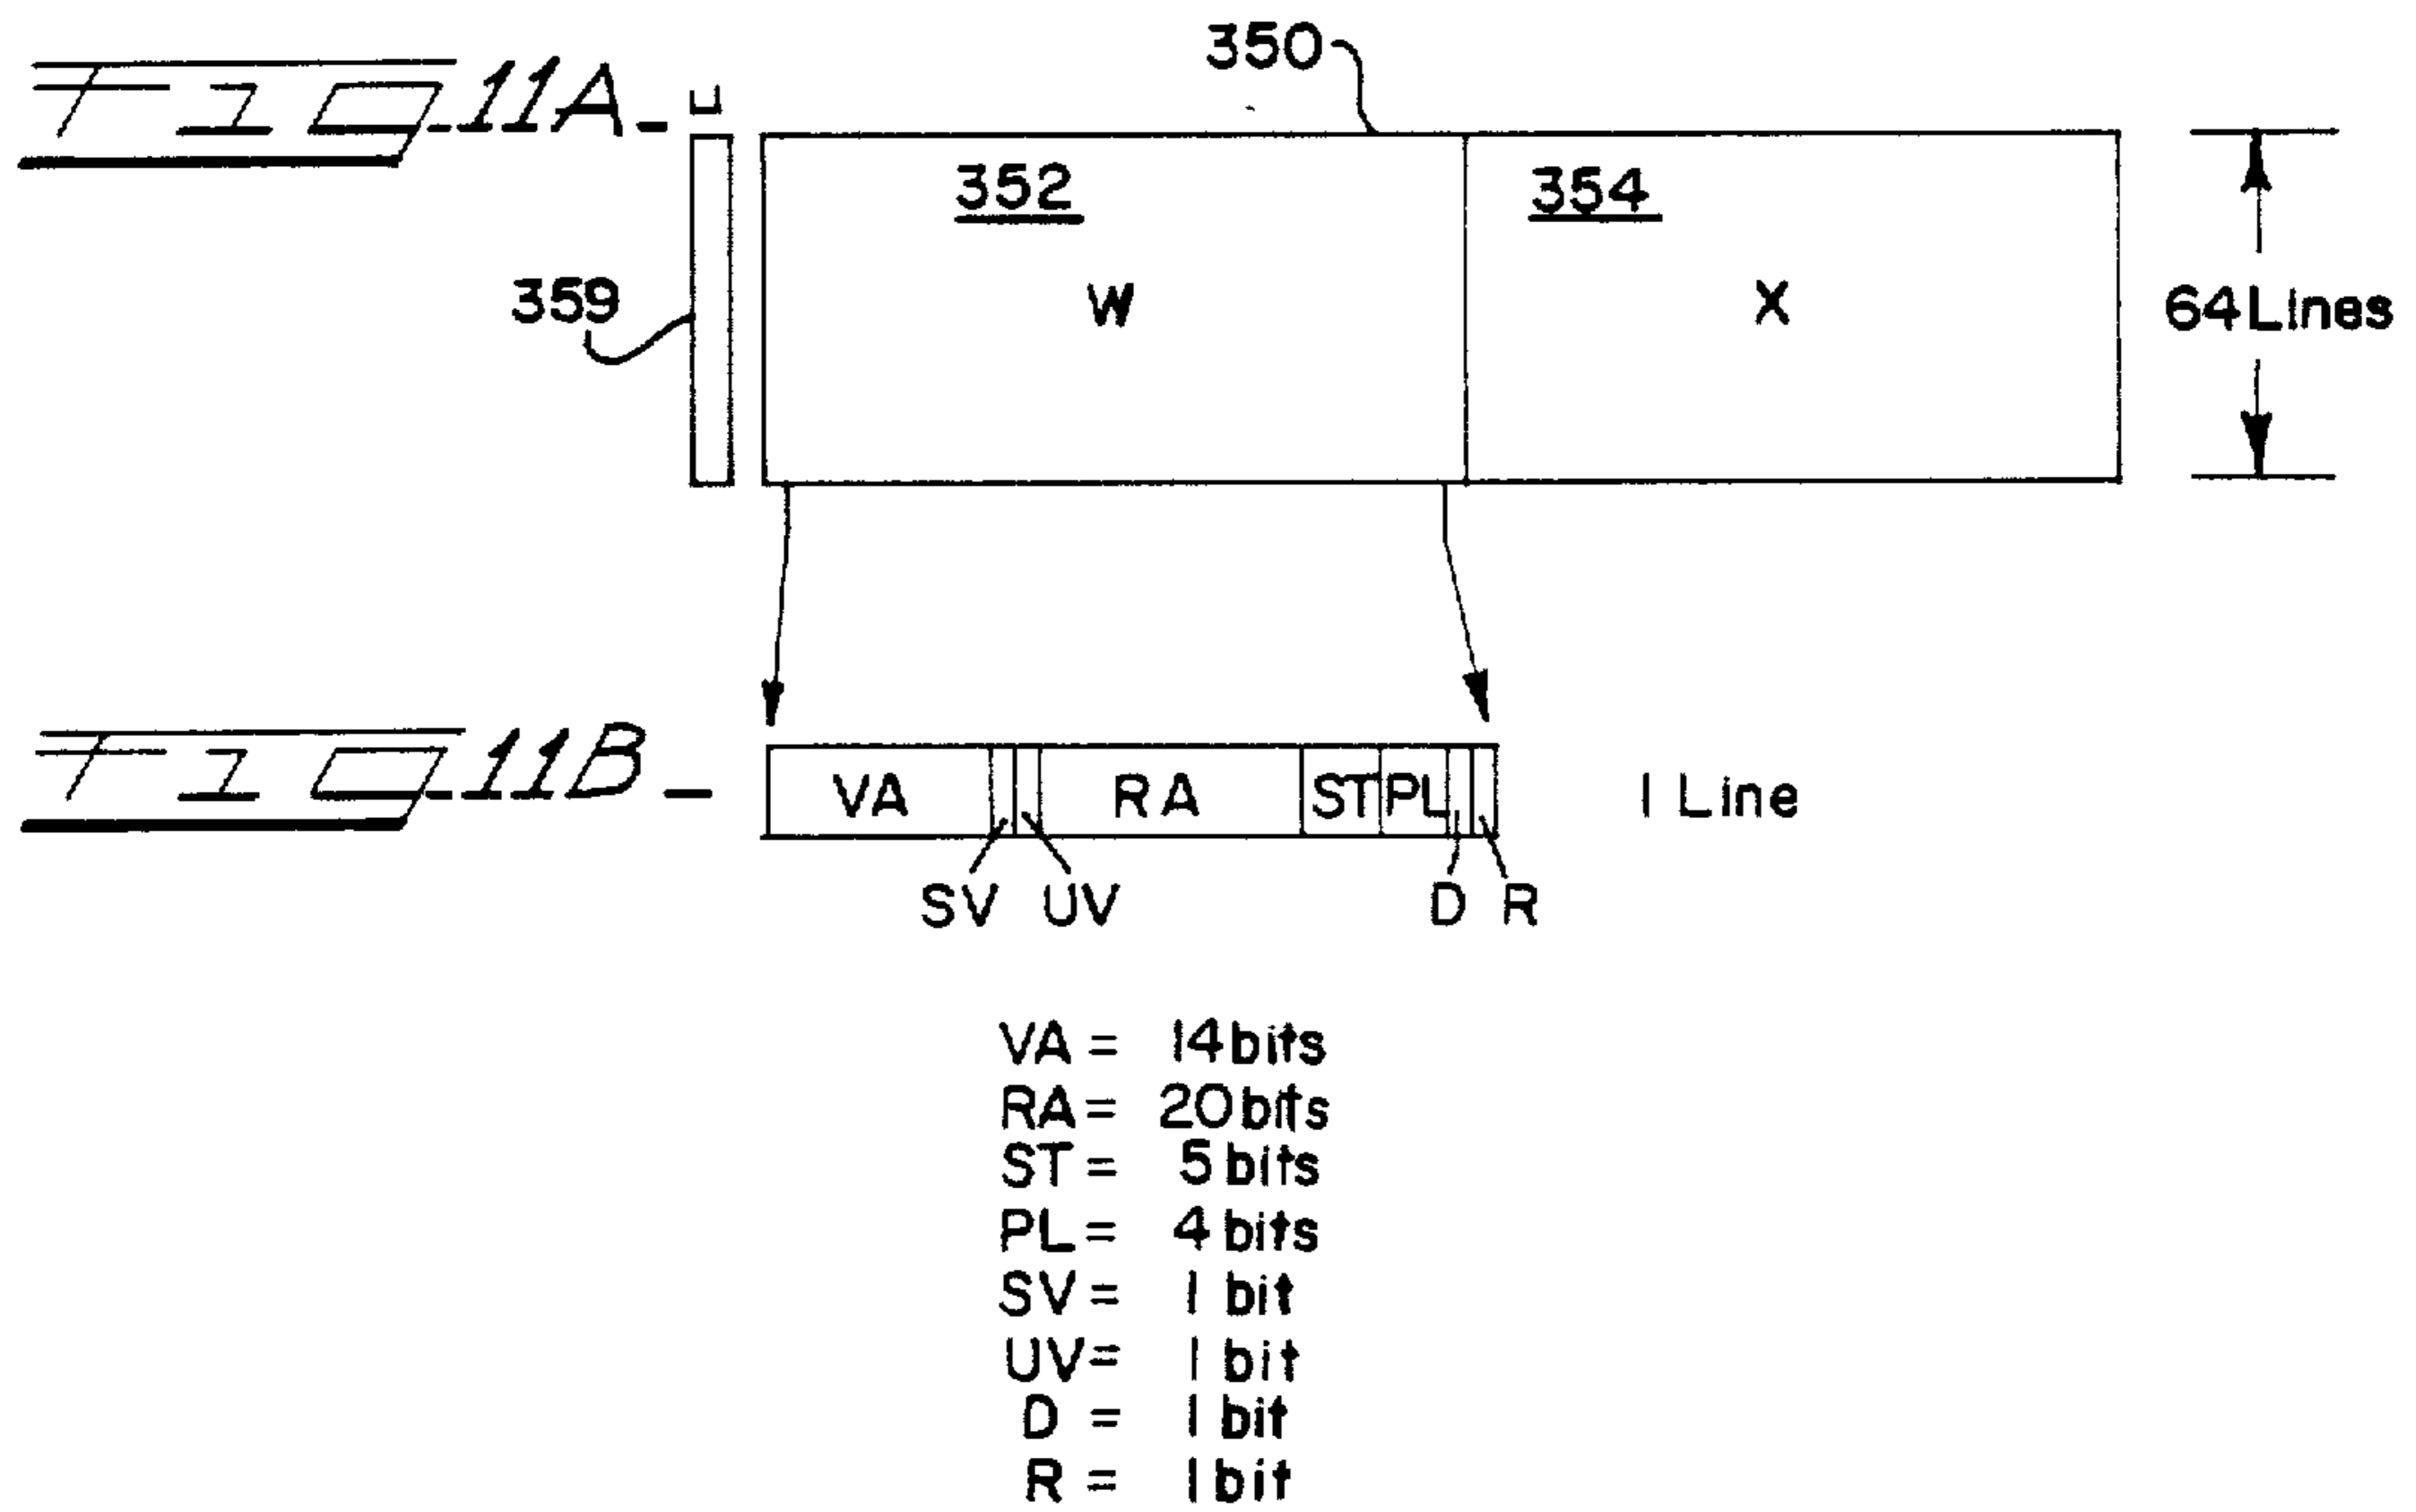 FIG-11A-
U
350
352
354
359
W
X
64 Lines
FIG-11B-
VA
RA
ST
PL
1 Line
SV
UV
D
R
VA = 14 bits
RA = 20 bits
ST = 5 bits
PL = 4 bits
SV = 1 bit
UV = 1 bit
D = 1 bit
R = 1 bit